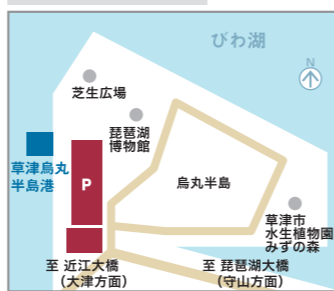 びわ湖
N
芝生広場
琵琶湖
博物館
草津烏丸
半島港
P
烏丸半島
草津市
水生植物園
みずの森
至 近江大橋
（大津方面）
至 琵琶湖大橋
（守山方面）